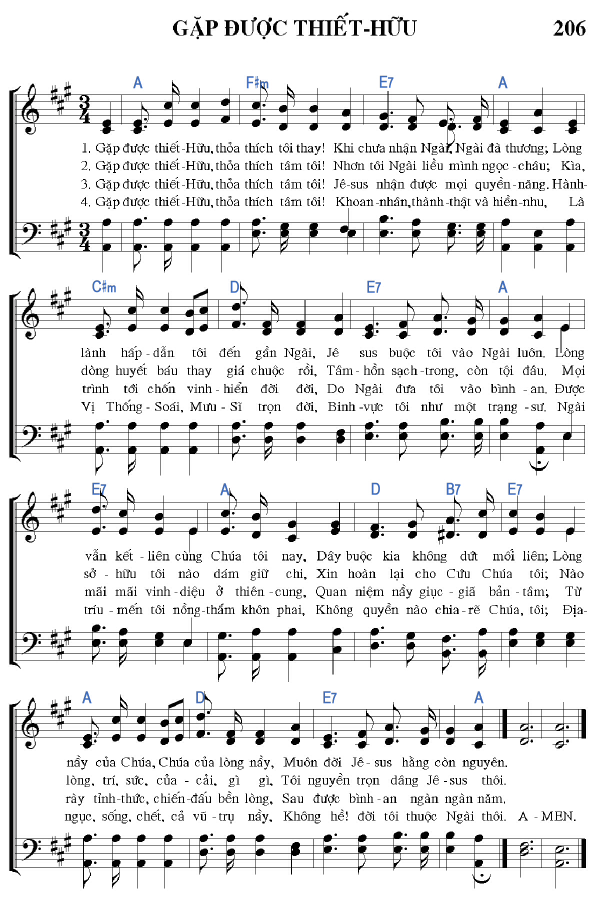 GẶP ĐƯỢC THIẾT-HỮU 206
A F#m E7 A
1. Gặp được thiết-Hữu, thỏa thích tôi thay! Khi chưa nhận Ngài, Ngài đã thương; Lòng
2. Gặp được thiết-Hữu, thỏa thích tâm tôi! Nhơn tôi Ngài liều mình ngọc-châu; Kìa,
3. Gặp được thiết-Hữu, thỏa thích tâm tôi! Jê-sus nhận được mọi quyền-năng. Hành-
4. Gặp được thiết-Hữu, thỏa thích tâm tôi! Khoan-nhân, thành-thật và hiền-nhu, Là
C#m D E7 A
lành hấp-dẫn tôi đến gần Ngài, Jê sus buộc tôi vào Ngài luôn. Lòng
dòng huyết báu thay giá chuộc rồi, Tâm-hồn sạch-trong, còn tội đâu. Mọi
trình tới chốn vinh-hiển đời đời, Do Ngài đưa tôi vào bình-an. Được
Vị Thống-Soái, Mưu-Sĩ trọn đời, Binh-vực tôi như một trạng-sư. Ngài
E7 A D B7 E7
vẫn kết-liên cùng Chúa tôi nay, Dây buộc kia không dứt mối liên; Lòng
sở-hữu tôi nào dám giữ chi, Xin hoàn lại cho Cứu Chúa tôi; Nào
mãi mãi vinh-diệu ở thiên-cung, Quan niệm nầy giục-giã bản-tâm; Từ
tríu-mến tôi nồng-thắm khôn phai, Không quyền nào chia-rẽ Chúa, tôi; Địa-
A D E7 A
nầy của Chúa, Chúa của lòng nầy, Muôn đời Jê-sus hằng còn nguyên.
lòng, trí, sức, của-cải, gì gì, Tôi nguyền trọn dâng Jê-sus thôi.
rày tỉnh-thức, chiến-đấu bền lòng, Sau được bình-an ngàn ngàn năm,
ngục, sống, chết, cả vũ-trụ nầy, Không hề! đời tôi thuộc Ngài thôi. A-MEN.